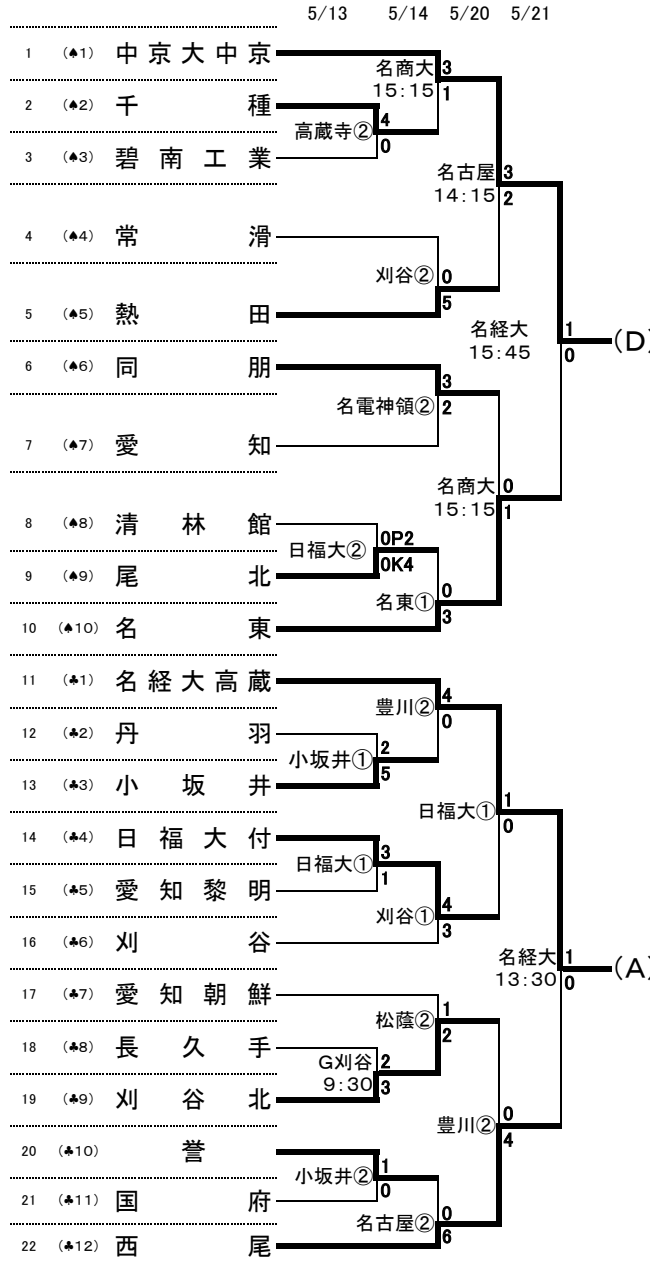 5/13 5/14 5/20 5/21
1 (♠1) 中京大中京
名商大 3
15:15 1
2 (♠2) 千種
高蔵寺② 4
0
3 (♠3) 碧南工業
名古屋 3
14:15 2
4 (♠4) 常滑
刈谷② 0
5
5 (♠5) 熱田
名経大 1
15:45 0
(D)
6 (♠6) 同朋
名電神領② 3
2
7 (♠7) 愛知
名商大 0
15:15 1
8 (♠8) 清林館
日福大② 0P2
0K4
9 (♠9) 尾北
名東① 0
3
10 (♠10) 名東
11 (♣1) 名経大高蔵
豊川② 4
0
12 (♣2) 丹羽
小坂井① 2
5
13 (♣3) 小坂井
日福大① 1
0
14 (♣4) 日福大付
日福大① 3
1
15 (♣5) 愛知黎明
刈谷① 4
3
16 (♣6) 刈谷
名経大 1
13:30 0
(A)
17 (♣7) 愛知朝鮮
松蔭② 1
2
18 (♣8) 長久手
G刈谷 2
9:30 3
19 (♣9) 刈谷北
豊川② 0
4
20 (♣10) 誉
小坂井② 1
0
21 (♣11) 国府
名古屋② 0
6
22 (♣12) 西尾